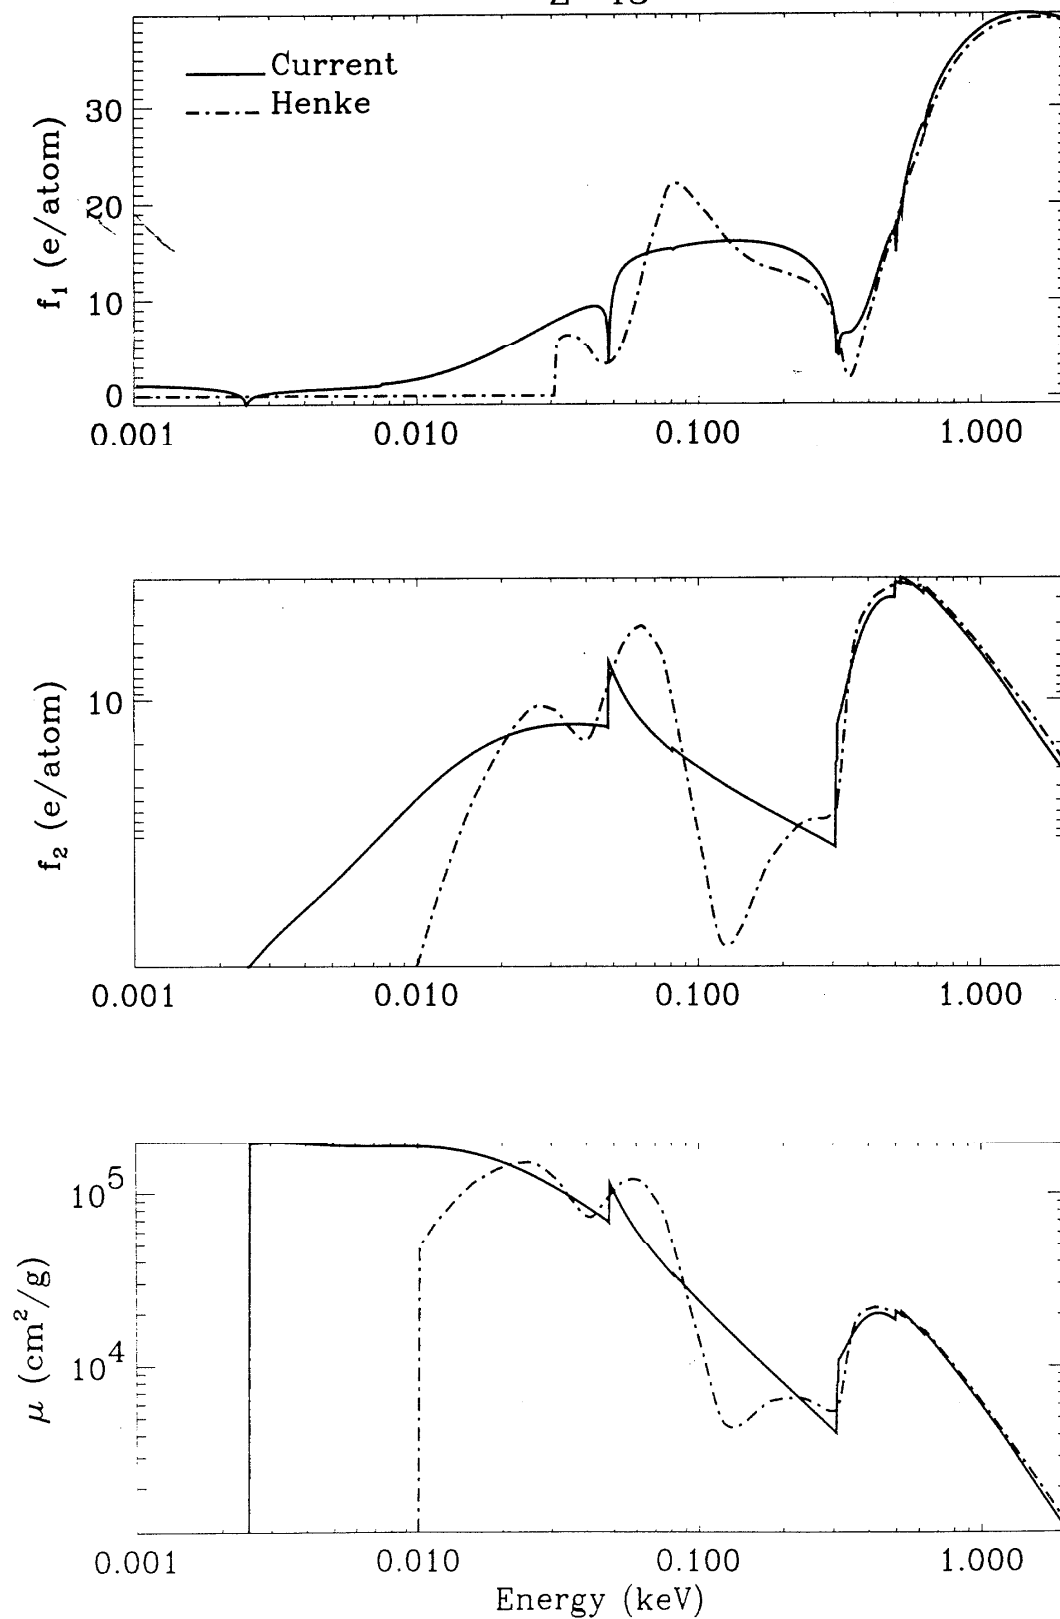 Current
Henke
30
20
10
0
f₁ (e/atom)
0.001 0.010 0.100 1.000
10
f₂ (e/atom)
0.001 0.010 0.100 1.000
10⁵
10⁴
μ (cm²/g)
0.001 0.010 0.100 1.000
Energy (keV)